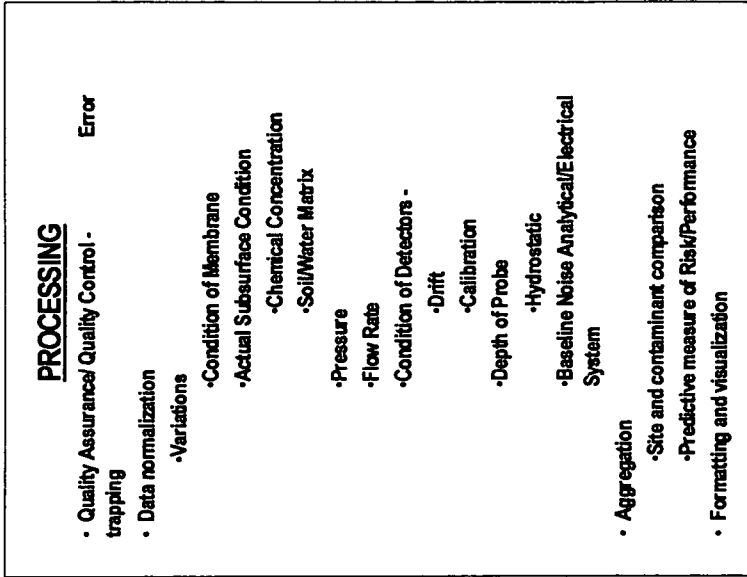 PROCESSING
• Quality Assurance/ Quality Control - Error
trapping
• Data normalization
•Variations
•Condition of Membrane
•Actual Subsurface Condition
•Chemical Concentration
•Soil/Water Matrix
•Pressure
•Flow Rate
•Condition of Detectors -
•Drift
•Calibration
•Depth of Probe
•Hydrostatic
•Baseline Noise Analytical/Electrical
System
• Aggregation
•Site and contaminant comparison
•Predictive measure of Risk/Performance
• Formatting and visualization